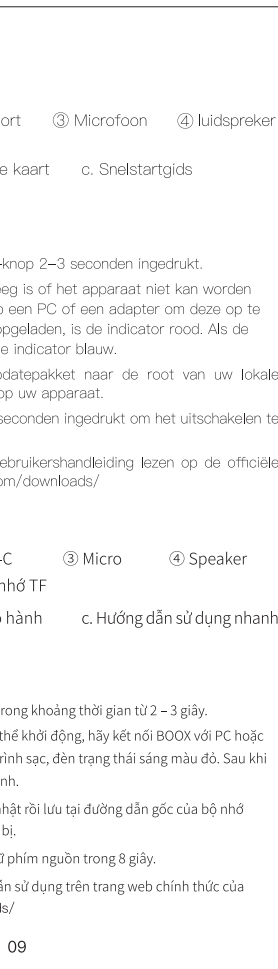 ort ③ Microfoon ④ luidspreker
e kaart c. Snelstartgids
-knop 2–3 seconden ingedrukt.
eeg is of het apparaat niet kan worden
p een PC of een adapter om deze op te
opgeladen, is de indicator rood. Als de
e indicator blauw.
pdatepakket naar de root van uw lokale
op uw apparaat.
seconden ingedrukt om het uitschakelen te
ebruikershandleiding lezen op de officiële
om/downloads/
-C ③ Micro ④ Speaker
nhớ TF
o hành c. Hướng dẫn sử dụng nhanh
rong khoảng thời gian từ 2 – 3 giây.
thể khởi động, hãy kết nối BOOX với PC hoặc
rình sạc, đèn trạng thái sáng màu đỏ. Sau khi
nh.
nhật rồi lưu tại đường dẫn gốc của bộ nhớ
bị.
ữ phím nguồn trong 8 giây.
ẫn sử dụng trên trang web chính thức của
ds/
09